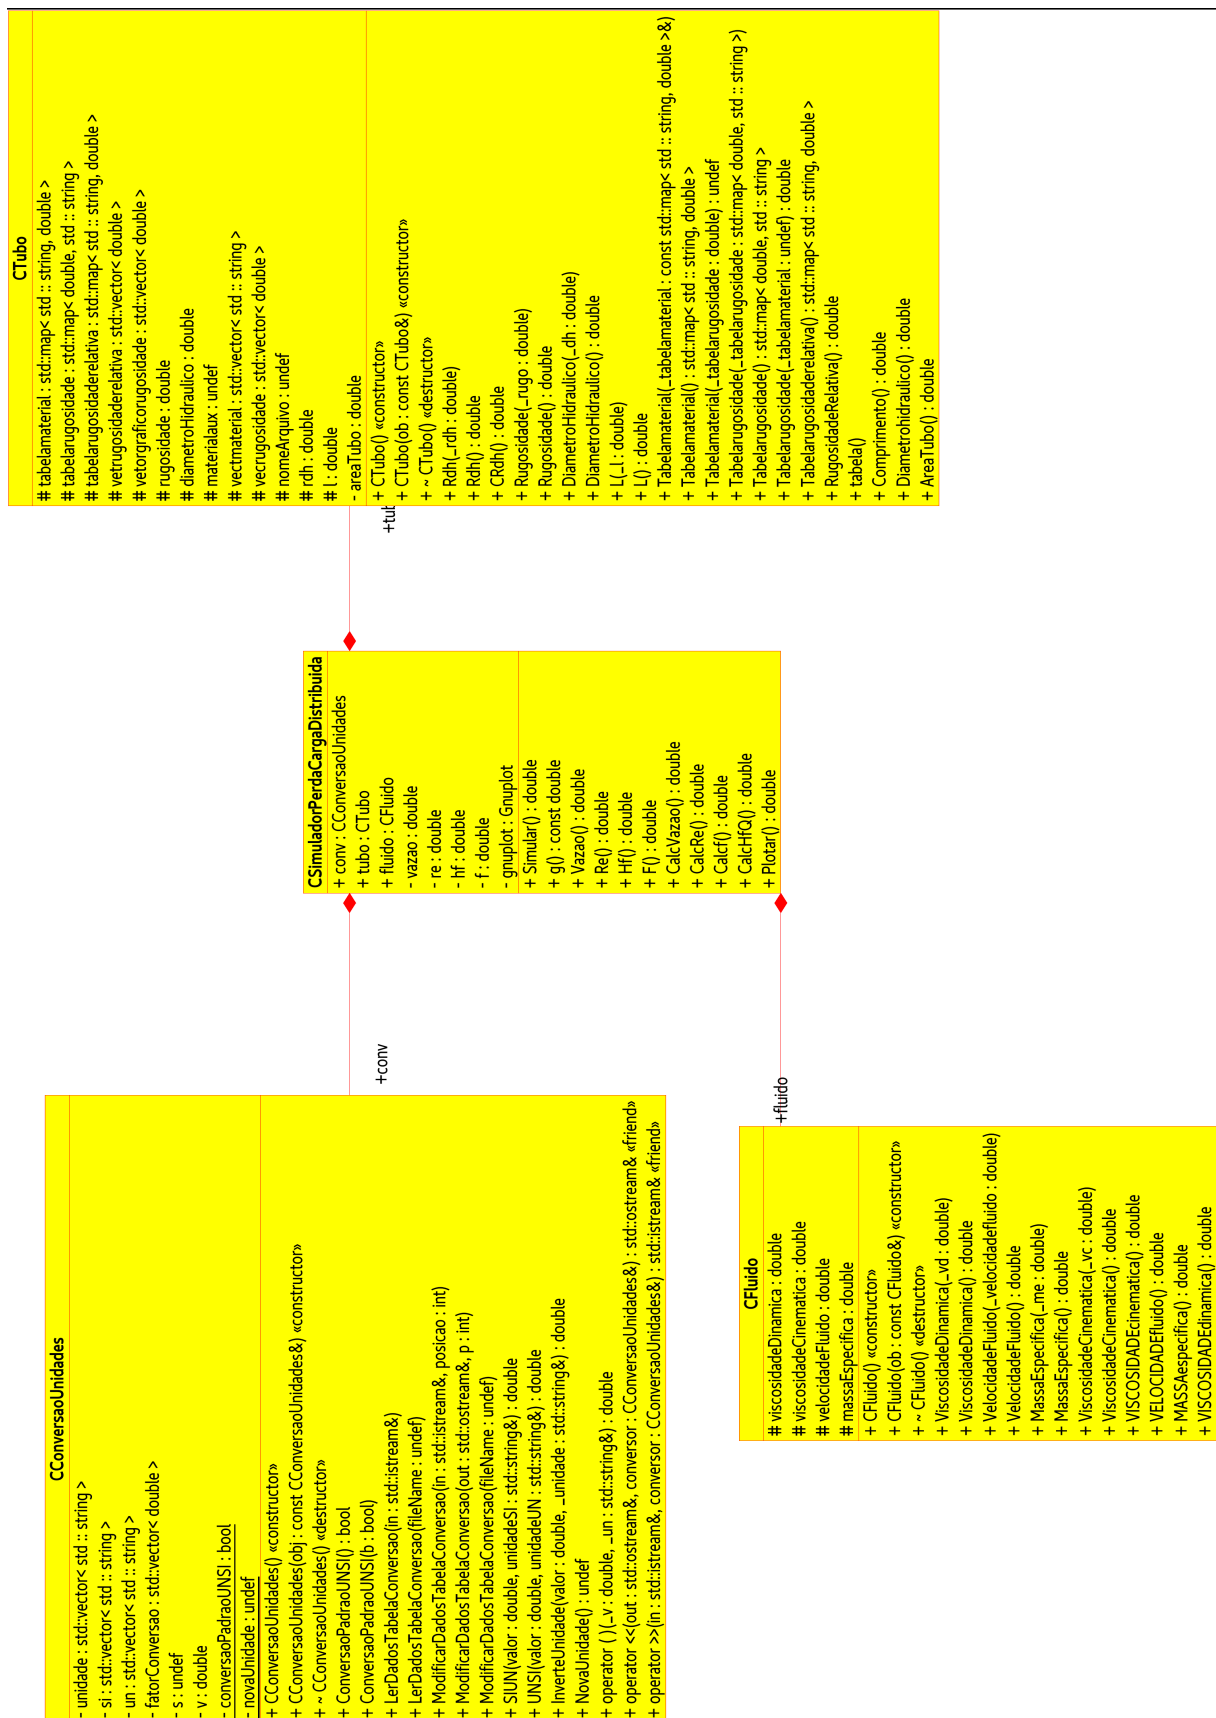 CTubo
# tabelamaterial : std::map< std :: string, double >
# tabelarugosidade : std::map< double, std :: string >
# tabelarugosidaderelativa : std::map< std :: string, double >
# vetrugosidaderelativa : std::vector< double >
# vetorgraficorugosidade : std::vector< double >
# rugosidade : double
# diametroHidraulico : double
# materialaux : undef
# vectmaterial : std::vector< std :: string >
# vecrugosidade : std::vector< double >
# nomeArquivo : undef
# rdh : double
# l : double
- areaTubo : double
+ CTubo() «constructor»
+ CTubo(ob : const CTubo&) «constructor»
+ ~ CTubo() «destructor»
+ Rdh(_rdh : double)
+ Rdh() : double
+ CRdh() : double
+ Rugosidade(_rugo : double)
+ Rugosidade() : double
+ DiametroHidraulico(_dh : double)
+ DiametroHidraulico() : double
+ L(_l : double)
+ L() : double
+ Tabelamaterial(_tabelamaterial : const std::map< std :: string, double >&)
+ Tabelamaterial() : std::map< std :: string, double >
+ Tabelamaterial(_tabelarugosidade : double) : undef
+ Tabelarugosidade(_tabelarugosidade : std::map< double, std :: string >)
+ Tabelarugosidade() : std::map< double, std :: string >
+ Tabelarugosidade(_tabelamaterial : undef) : double
+ Tabelarugosidaderelativa() : std::map< std :: string, double >
+ RugosidadeRelativa() : double
+ tabela()
+ Comprimento() : double
+ Diametrohidraulico() : double
+ AreaTubo() : double
CSimuladorPerdaCargaDistribuida
+ conv : CConversaoUnidades
+ tubo : CTubo
+ fluido : CFluido
- vazao : double
- re : double
- hf : double
- f : double
- gnuplot : Gnuplot
+ Simular() : double
+ g() : const double
+ Vazao() : double
+ Re() : double
+ Hf() : double
+ F() : double
+ CalcVazao() : double
+ CalcRe() : double
+ Calcf() : double
+ CalcHfQ() : double
+ Plotar() : double
+conv
+fluido
CConversaoUnidades
- unidade : std::vector< std :: string >
- si : std::vector< std :: string >
- un : std::vector< std :: string >
- fatorConversao : std::vector< double >
- s : undef
- v : double
- conversaoPadraoUNSI : bool
- novaUnidade : undef
+ CConversaoUnidades() «constructor»
+ CConversaoUnidades(obj : const CConversaoUnidades&) «constructor»
+ ~ CConversaoUnidades() «destructor»
+ ConversaoPadraoUNSI() : bool
+ ConversaoPadraoUNSI(b : bool)
+ LerDadosTabelaConversao(in : std::istream&)
+ LerDadosTabelaConversao(fileName : undef)
+ ModificarDadosTabelaConversao(in : std::istream&, posicao : int)
+ ModificarDadosTabelaConversao(out : std::ostream&, p : int)
+ ModificarDadosTabelaConversao(fileName : undef)
+ SIUN(valor : double, unidadeSI : std::string&) : double
+ UNSI(valor : double, unidadeUN : std::string&) : double
+ InverteUnidade(valor : double, _unidade : std::string&) : double
+ NovaUnidade() : undef
+ operator ( )(_v : double, _un : std::string&) : double
+ operator <<(out : std::ostream&, conversor : CConversaoUnidades&) : std::ostream& «friend»
+ operator >>(in : std::istream&, conversor : CConversaoUnidades&) : std::istream& «friend»
CFluido
# viscosidadeDinamica : double
# viscosidadeCinematica : double
# velocidadeFluido : double
# massaEspecifica : double
+ CFluido() «constructor»
+ CFluido(ob : const CFluido&) «constructor»
+ ~ CFluido() «destructor»
+ ViscosidadeDinamica(_vd : double)
+ ViscosidadeDinamica() : double
+ VelocidadeFluido(_velocidadefluido : double)
+ VelocidadeFluido() : double
+ MassaEspecifica(_me : double)
+ MassaEspecifica() : double
+ ViscosidadeCinematica(_vc : double)
+ ViscosidadeCinematica() : double
+ VISCOSIDADEcinematica() : double
+ VELOCIDADEfluido() : double
+ MASSAespecifica() : double
+ VISCOSIDADEdinamica() : double